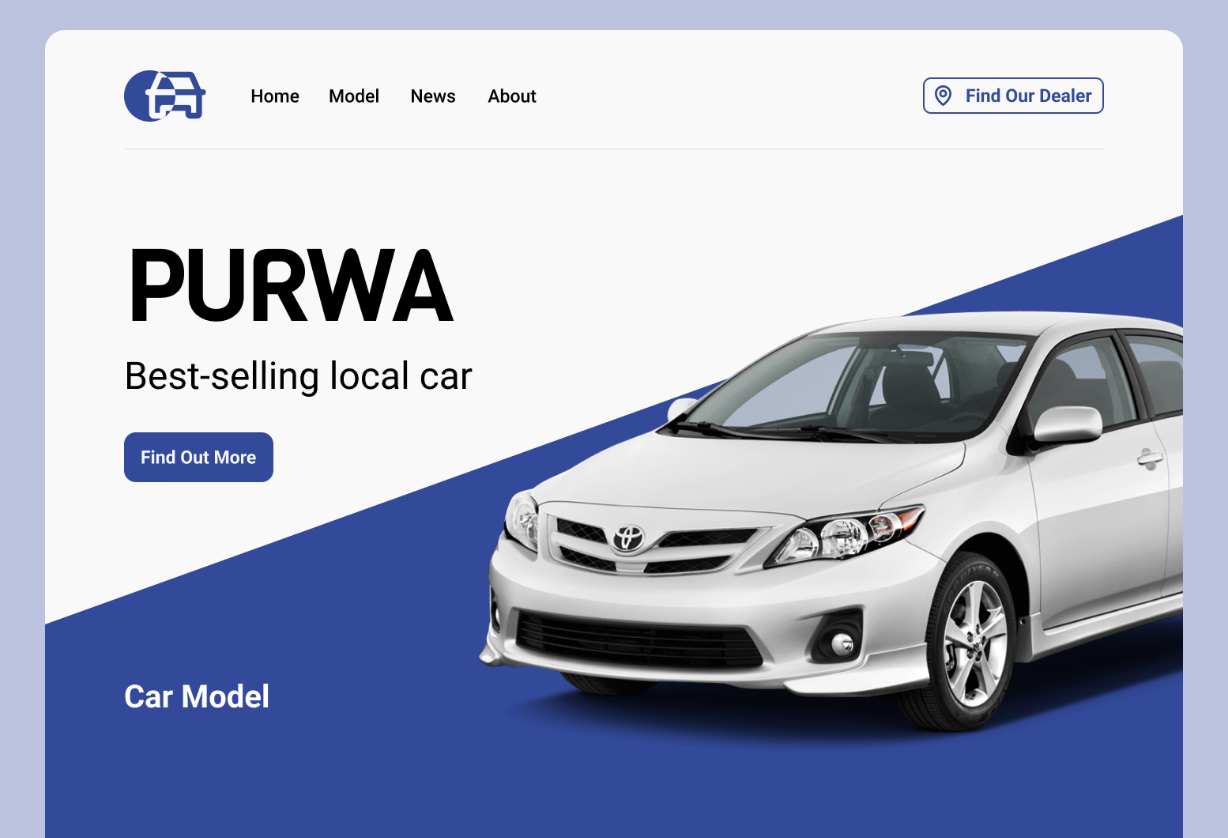 Home
Model
News
About
Find Our Dealer
PURWA
Best-selling local car
Find Out More
Car Model